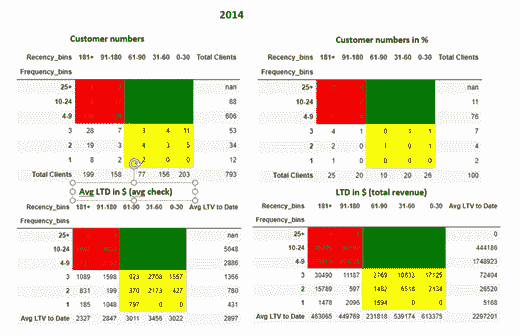 2014
Customer numbers
Recency_bins 181+ 91-180 61-90 31-60 0-30 Total Clients
Frequency_bins
25+ nan
10-24 88
4-9 606
3 28 7 3 4 11 53
2 19 3 4 3 5 34
1 8 2 2 0 0 12
Total Clients 199 158 77 156 203 793
Customer numbers in %
Recency_bins 181+ 91-180 61-90 31-60 0-30 Total Clients
Frequency_bins
25+ nan
10-24 11
4-9 76
3 4 1 0 1 7
2 2 0 1 0 1 4
1 1 0 0 0 0 2
Total Clients 25 20 10 20 26 100
Avg LTD in $ (avg check)
Recency_bins 181+ 91-180 61-90 31-60 0-30 Avg LTV to Date
Frequency_bins
25+ nan
10-24 5048
4-9 2886
3 1089 1598 923 2708 1557 1366
2 831 199 370 2173 427 780
1 185 1048 797 0 0 431
Avg LTV to Date 2327 2847 3011 3456 3022 2897
LTD in $ (total revenue)
Recency_bins 181+ 91-180 61-90 31-60 0-30 Avg LTV to Date
Frequency_bins
25+ 0
10-24 444186
4-9 1748923
3 30490 11187 2769 10833 17125 72404
2 15789 597 1482 6518 2134 26520
1 1478 2096 1594 0 0 5168
Avg LTV to Date 463065 449769 231818 539174 613375 2297201